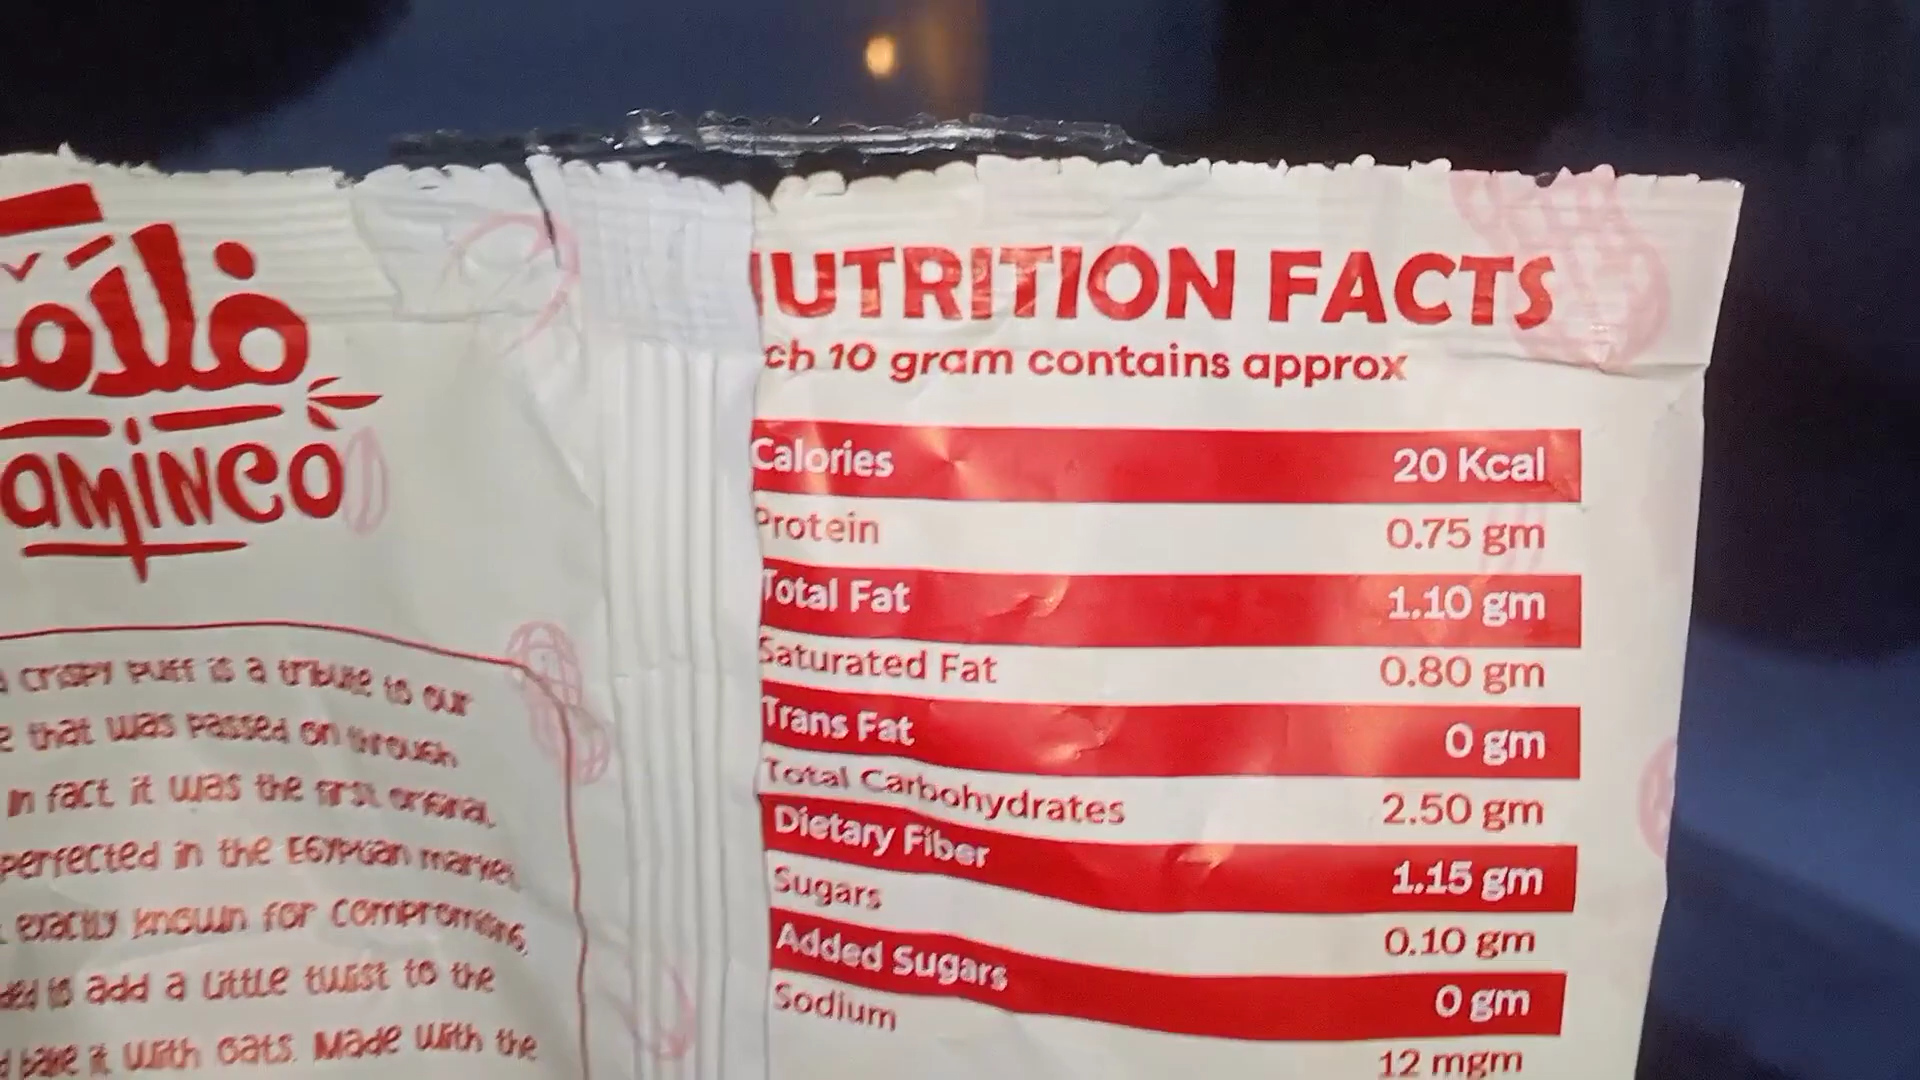 فلامـ
aminco
CRISPY PUFF is a tribute to our
that was passed on through
In fact it was the first original,
perfected in the Egyptian market
exactly known for compromising,
to add a little twist to the
bake it with oats. Made with the
UTRITION FACTS
ch 10 gram contains approx
Calories 20 Kcal
Protein 0.75 gm
Total Fat 1.10 gm
Saturated Fat 0.80 gm
Trans Fat 0 gm
Total Carbohydrates 2.50 gm
Dietary Fiber 1.15 gm
Sugars 0.10 gm
Added Sugars 0 gm
Sodium 12 mgm